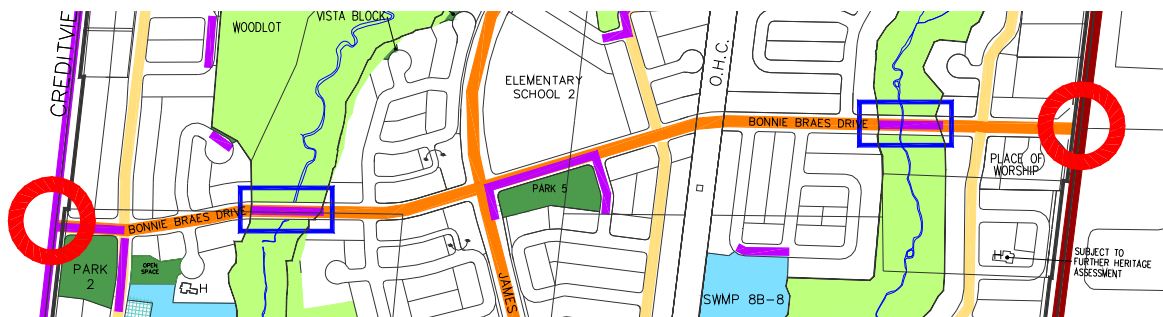 CREDITVIE
WOODLOT
VISTA BLOCKS
ELEMENTARY
SCHOOL 2
O.H.C.
BONNIE BRAES DRIVE
PLACE OF
WORSHIP
PARK 5
BONNIE BRAES DRIVE
PARK
2
OPEN
SPACE
H
JAMES
SWMP 8B-8
H
SUBJECT TO
FURTHER HERITAGE
ASSESSMENT